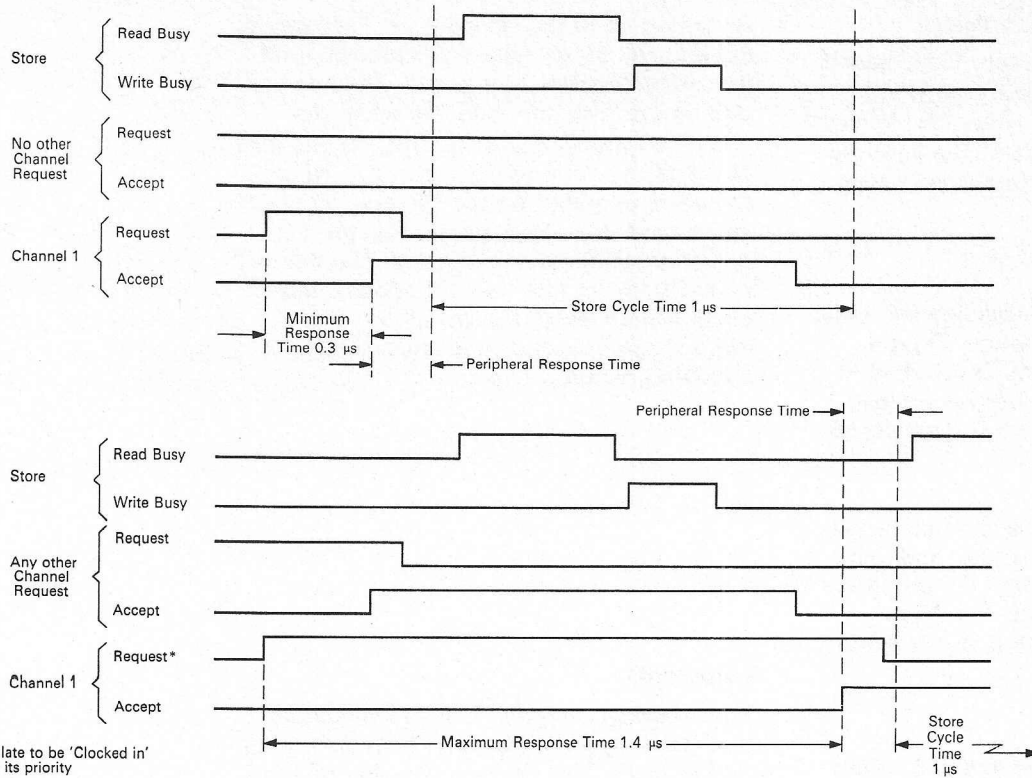 Store
Read Busy
Write Busy
No other
Channel
Request
Request
Accept
Channel 1
Request
Accept
Minimum
Response
Time 0.3 µs
Store Cycle Time 1 µs
Peripheral Response Time
Peripheral Response Time
Store
Read Busy
Write Busy
Any other
Channel
Request
Request
Accept
Channel 1
Request*
Accept
Maximum Response Time 1.4 µs
Store
Cycle
Time
1 µs
late to be 'Clocked in'
its priority